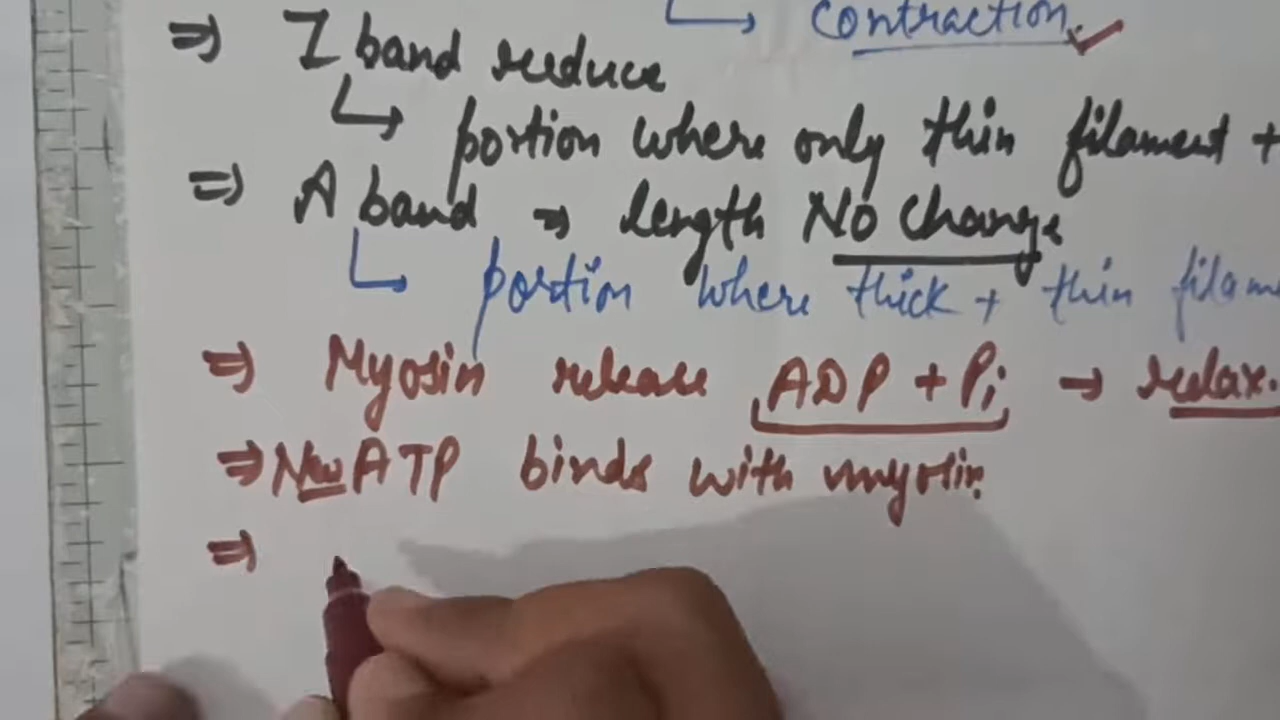 ↳ contraction. ✓
⇒ I band reduce
↳ portion where only thin filament +
⇒ A band ⇒ length No change
↳ portion where thick + thin filame
⇒ Myosin release ADP + Pi → relax.
⇒ New ATP binds with myosin.
⇒